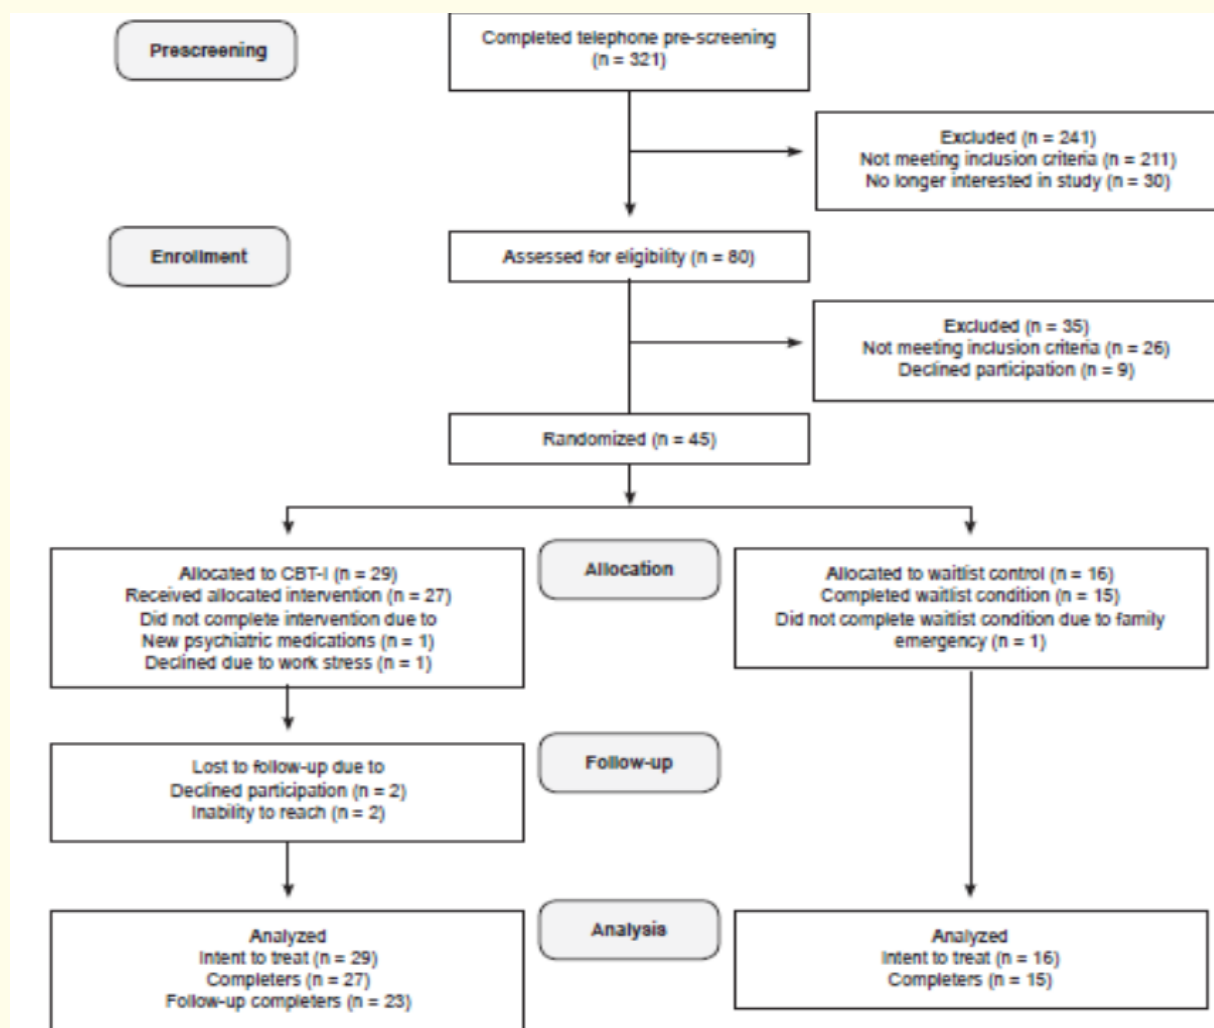 Prescreening
Completed telephone pre-screening
(n = 321)
Excluded (n = 241)
Not meeting inclusion criteria (n = 211)
No longer interested in study (n = 30)
Enrollment
Assessed for eligibility (n = 80)
Excluded (n = 35)
Not meeting inclusion criteria (n = 26)
Declined participation (n = 9)
Randomized (n = 45)
Allocated to CBT-I (n = 29)
Received allocated intervention (n = 27)
Did not complete intervention due to
New psychiatric medications (n = 1)
Declined due to work stress (n = 1)
Allocation
Allocated to waitlist control (n = 16)
Completed waitlist condition (n = 15)
Did not complete waitlist condition due to family
emergency (n = 1)
Lost to follow-up due to
Declined participation (n = 2)
Inability to reach (n = 2)
Follow-up
Analyzed
Intent to treat (n = 29)
Completers (n = 27)
Follow-up completers (n = 23)
Analysis
Analyzed
Intent to treat (n = 16)
Completers (n = 15)